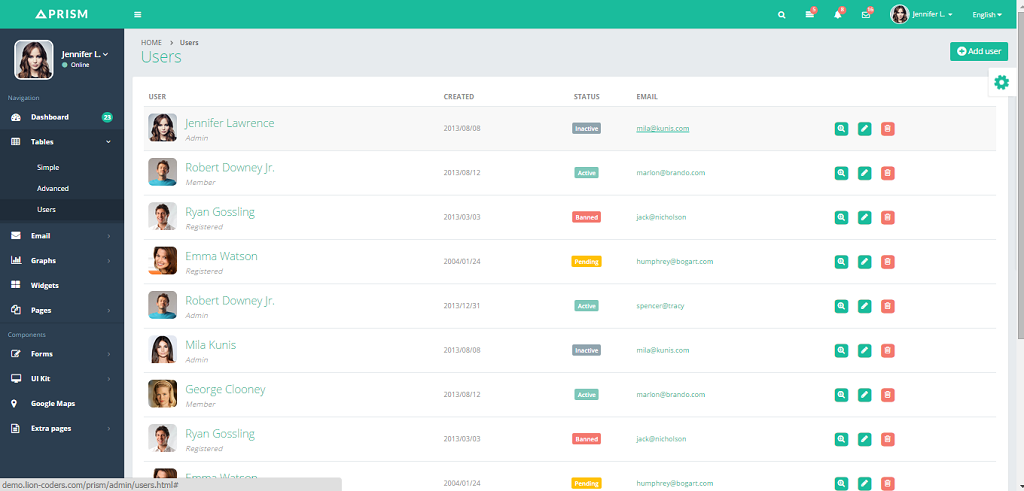 PRISM
5
8
56
Jennifer L.
English
Jennifer L.
Online
Navigation
Dashboard 23
Tables
Simple
Advanced
Users
Email
Graphs
Widgets
Pages
Components
Forms
UI Kit
Google Maps
Extra pages
HOME > Users
Users
Add user
USER CREATED STATUS EMAIL
Jennifer Lawrence
Admin
2013/08/08 Inactive mila@kunis.com
Robert Downey Jr.
Member
2013/08/12 Active marlon@brando.com
Ryan Gossling
Registered
2013/03/03 Banned jack@nicholson
Emma Watson
Registered
2004/01/24 Pending humphrey@bogart.com
Robert Downey Jr.
Admin
2013/12/31 Active spencer@tracy
Mila Kunis
Admin
2013/08/08 Inactive mila@kunis.com
George Clooney
Member
2013/08/12 Active marlon@brando.com
Ryan Gossling
Registered
2013/03/03 Banned jack@nicholson
Emma Watson
2004/01/24 Pending humphrey@bogart.com
demo.lion-coders.com/prism/admin/users.html#